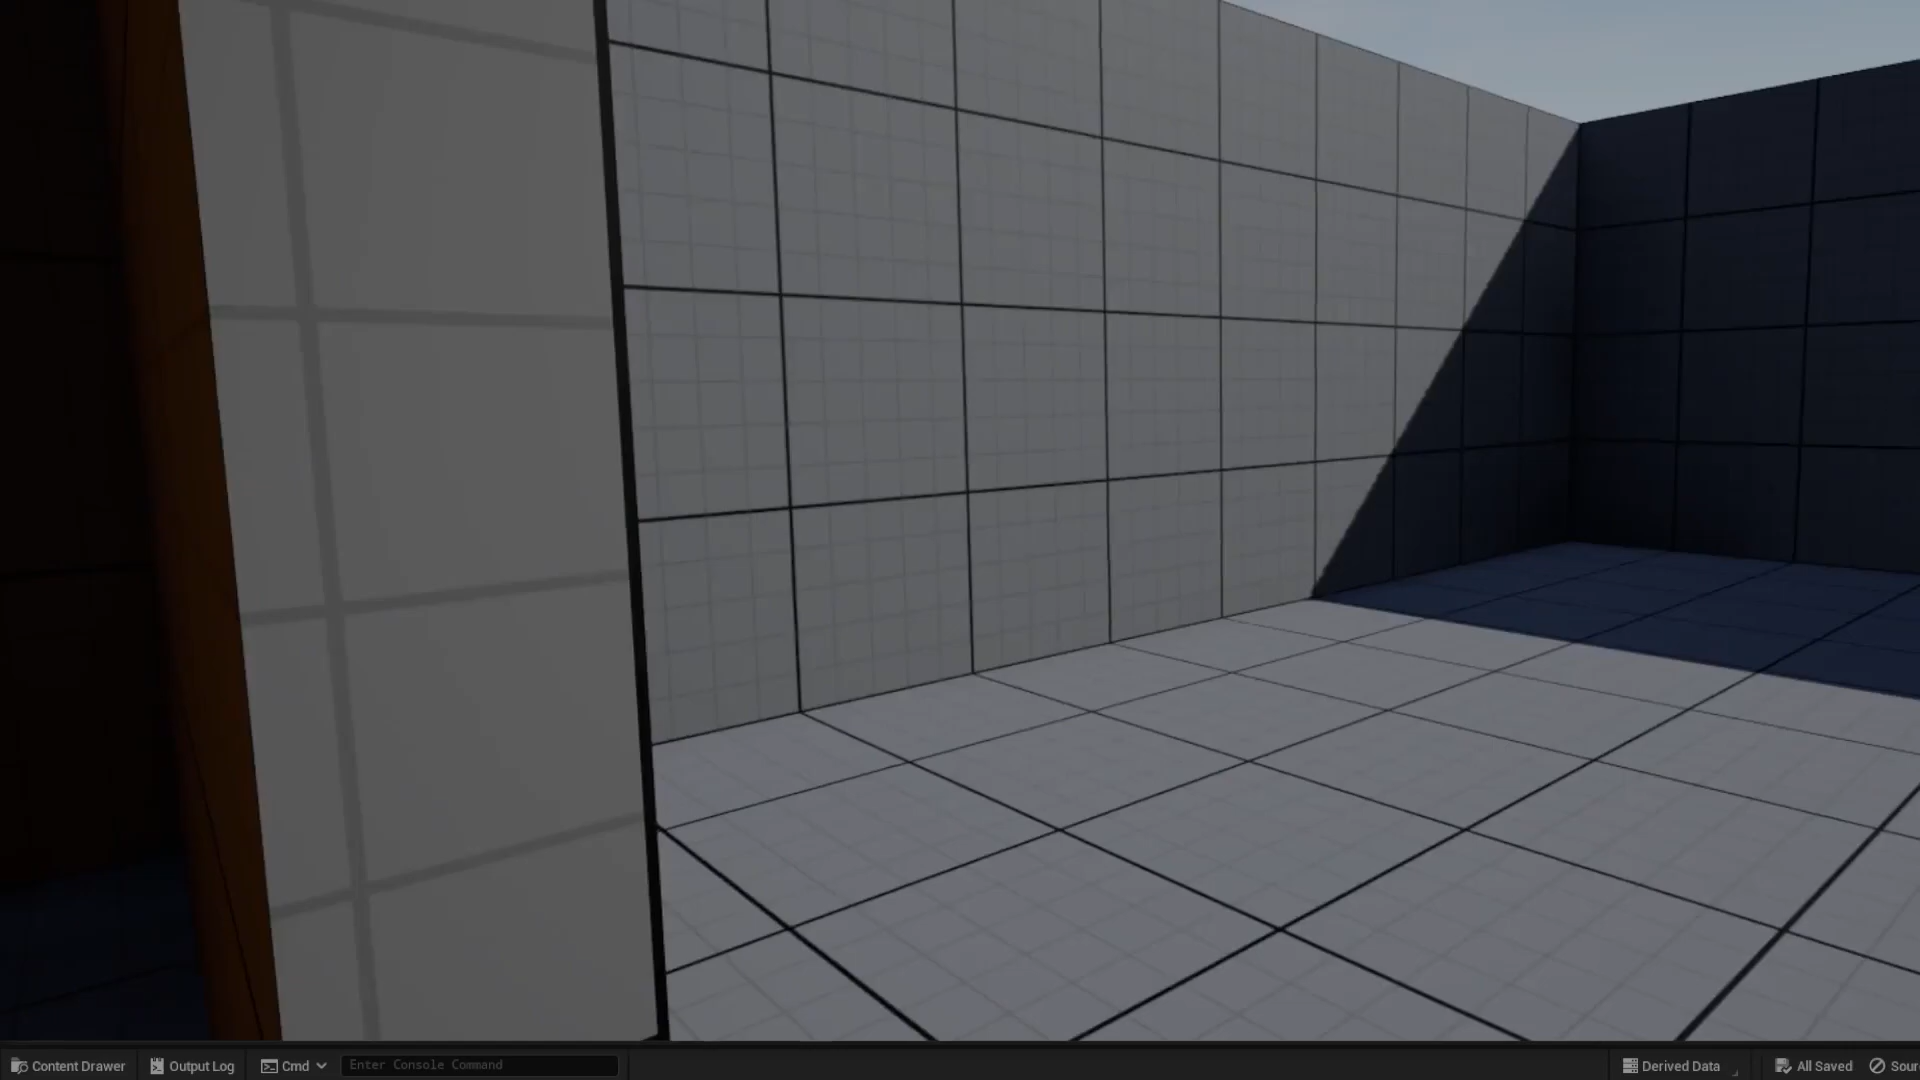 Content Drawer
Output Log
Cmd
Enter Console Command
Derived Data
All Saved